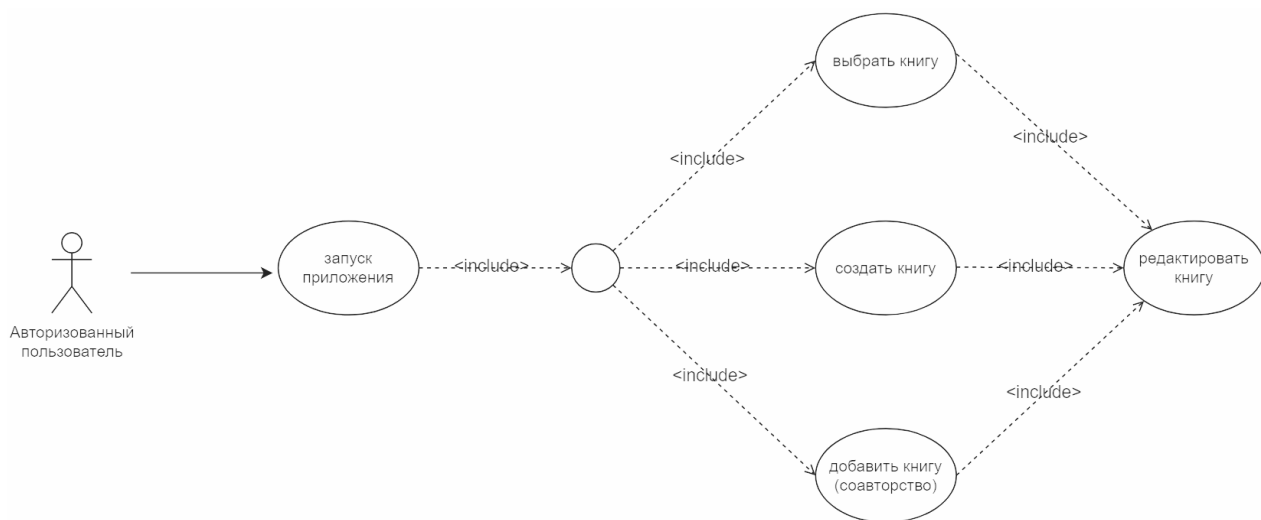 выбрать книгу
<include>
<include>
запуск
приложения
<include>
<include>
создать книгу
<include>
редактировать
книгу
Авторизованный
пользователь
<include>
<include>
добавить книгу
(соавторство)